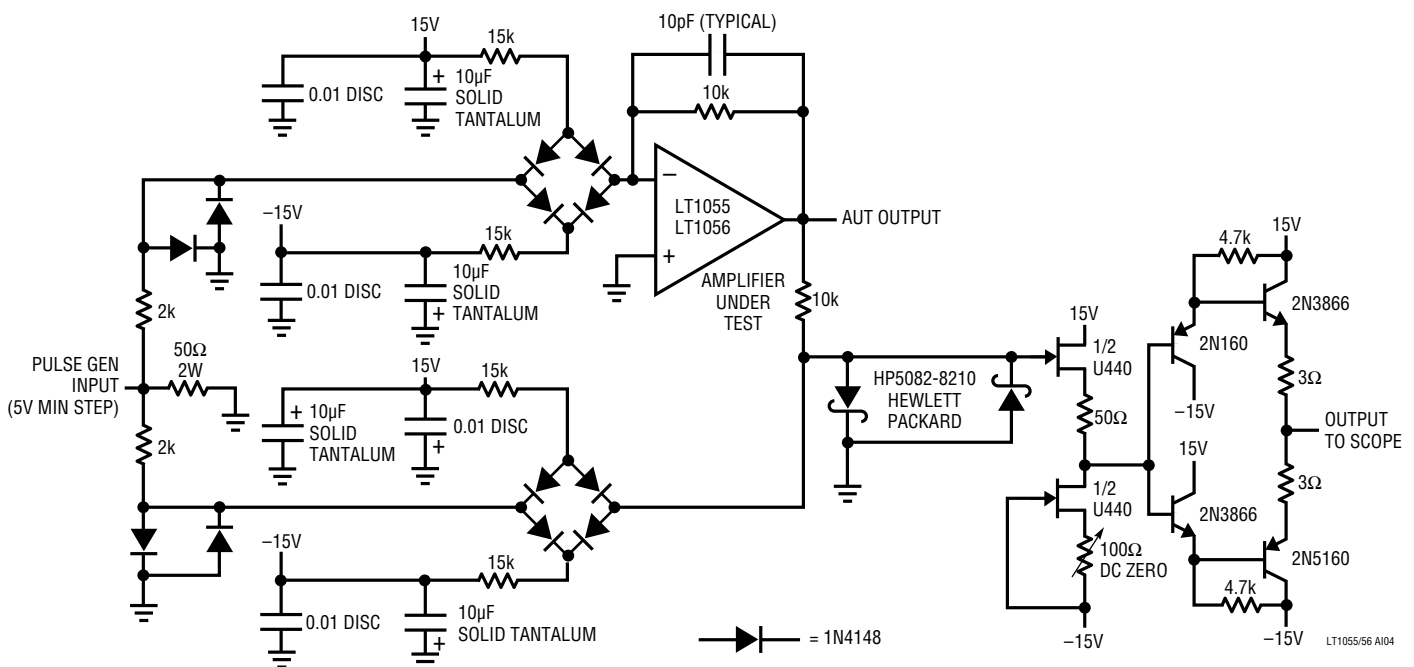 15V
15k
0.01 DISC
+
10µF
SOLID
TANTALUM
10pF (TYPICAL)
10k
–
LT1055
LT1056
+
AUT OUTPUT
AMPLIFIER
UNDER
TEST
–15V
15k
0.01 DISC
10µF
SOLID
TANTALUM
+
2k
10k
PULSE GEN
INPUT
(5V MIN STEP)
50Ω
2W
2k
15V
15k
+
10µF
SOLID
TANTALUM
0.01 DISC
+
–15V
15k
0.01 DISC
10µF
SOLID TANTALUM
+
HP5082-8210
HEWLETT
PACKARD
15V
1/2
U440
50Ω
1/2
U440
100Ω
DC ZERO
–15V
4.7k
15V
2N3866
2N160
–15V
3Ω
OUTPUT
TO SCOPE
15V
3Ω
2N3866
2N5160
4.7k
–15V
= 1N4148
LT1055/56 AI04